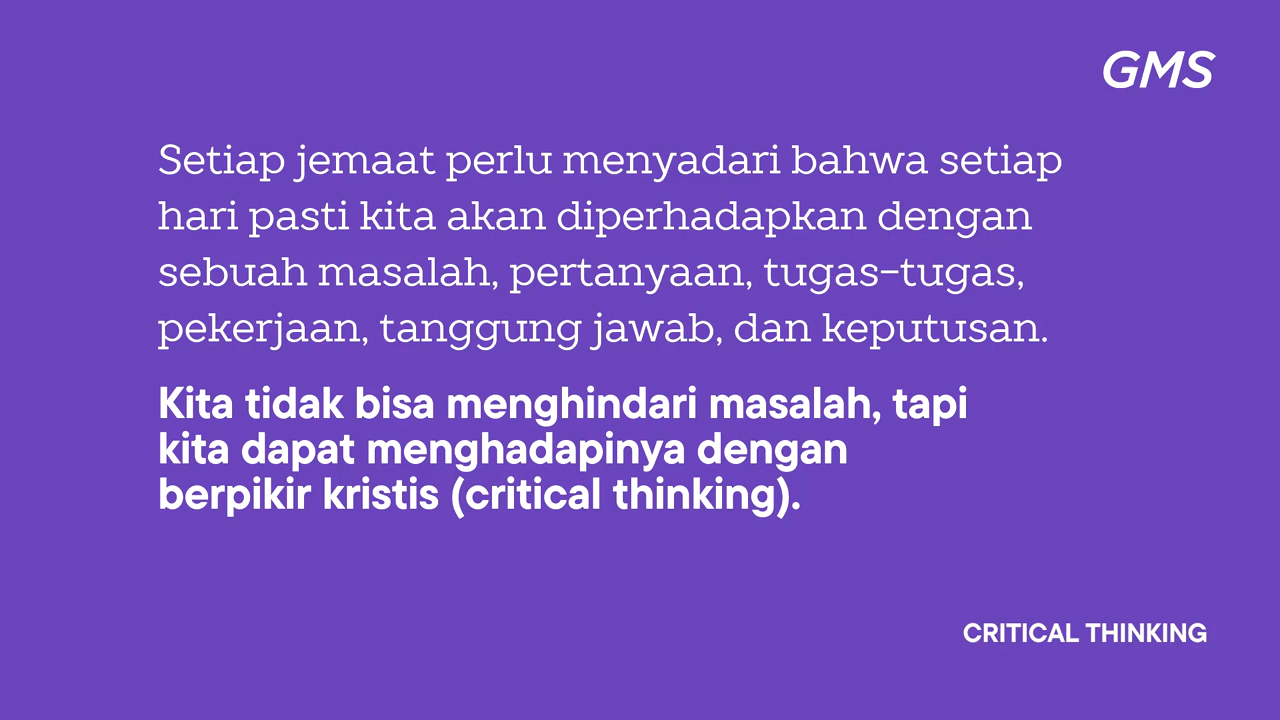 GMS
Setiap jemaat perlu menyadari bahwa setiap
hari pasti kita akan diperhadapkan dengan
sebuah masalah, pertanyaan, tugas-tugas,
pekerjaan, tanggung jawab, dan keputusan.
Kita tidak bisa menghindari masalah, tapi
kita dapat menghadapinya dengan
berpikir kristis (critical thinking).
CRITICAL THINKING